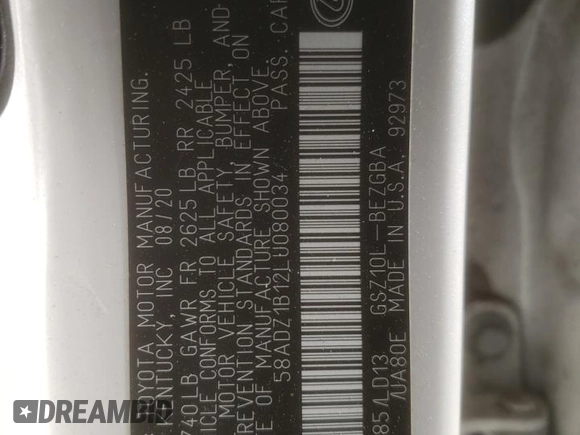 TOYOTA MOTOR MANUFACTURING,
KENTUCKY, INC. 08/20
740LB GAWR FR 2625LB RR 2425 LB
ICLE CONFORMS TO ALL APPLICABLE
MOTOR VEHICLE SAFETY, BUMPER, AND
REVENTION STANDARDS IN EFFECT ON
TE OF MANUFACTURE SHOWN ABOVE.
58ADZ1B12LU080034 PASS. CAR
85/LD13 GSZ10L-BEZGBA
/UA80E MADE IN U.S.A. 92973
DREAMBID